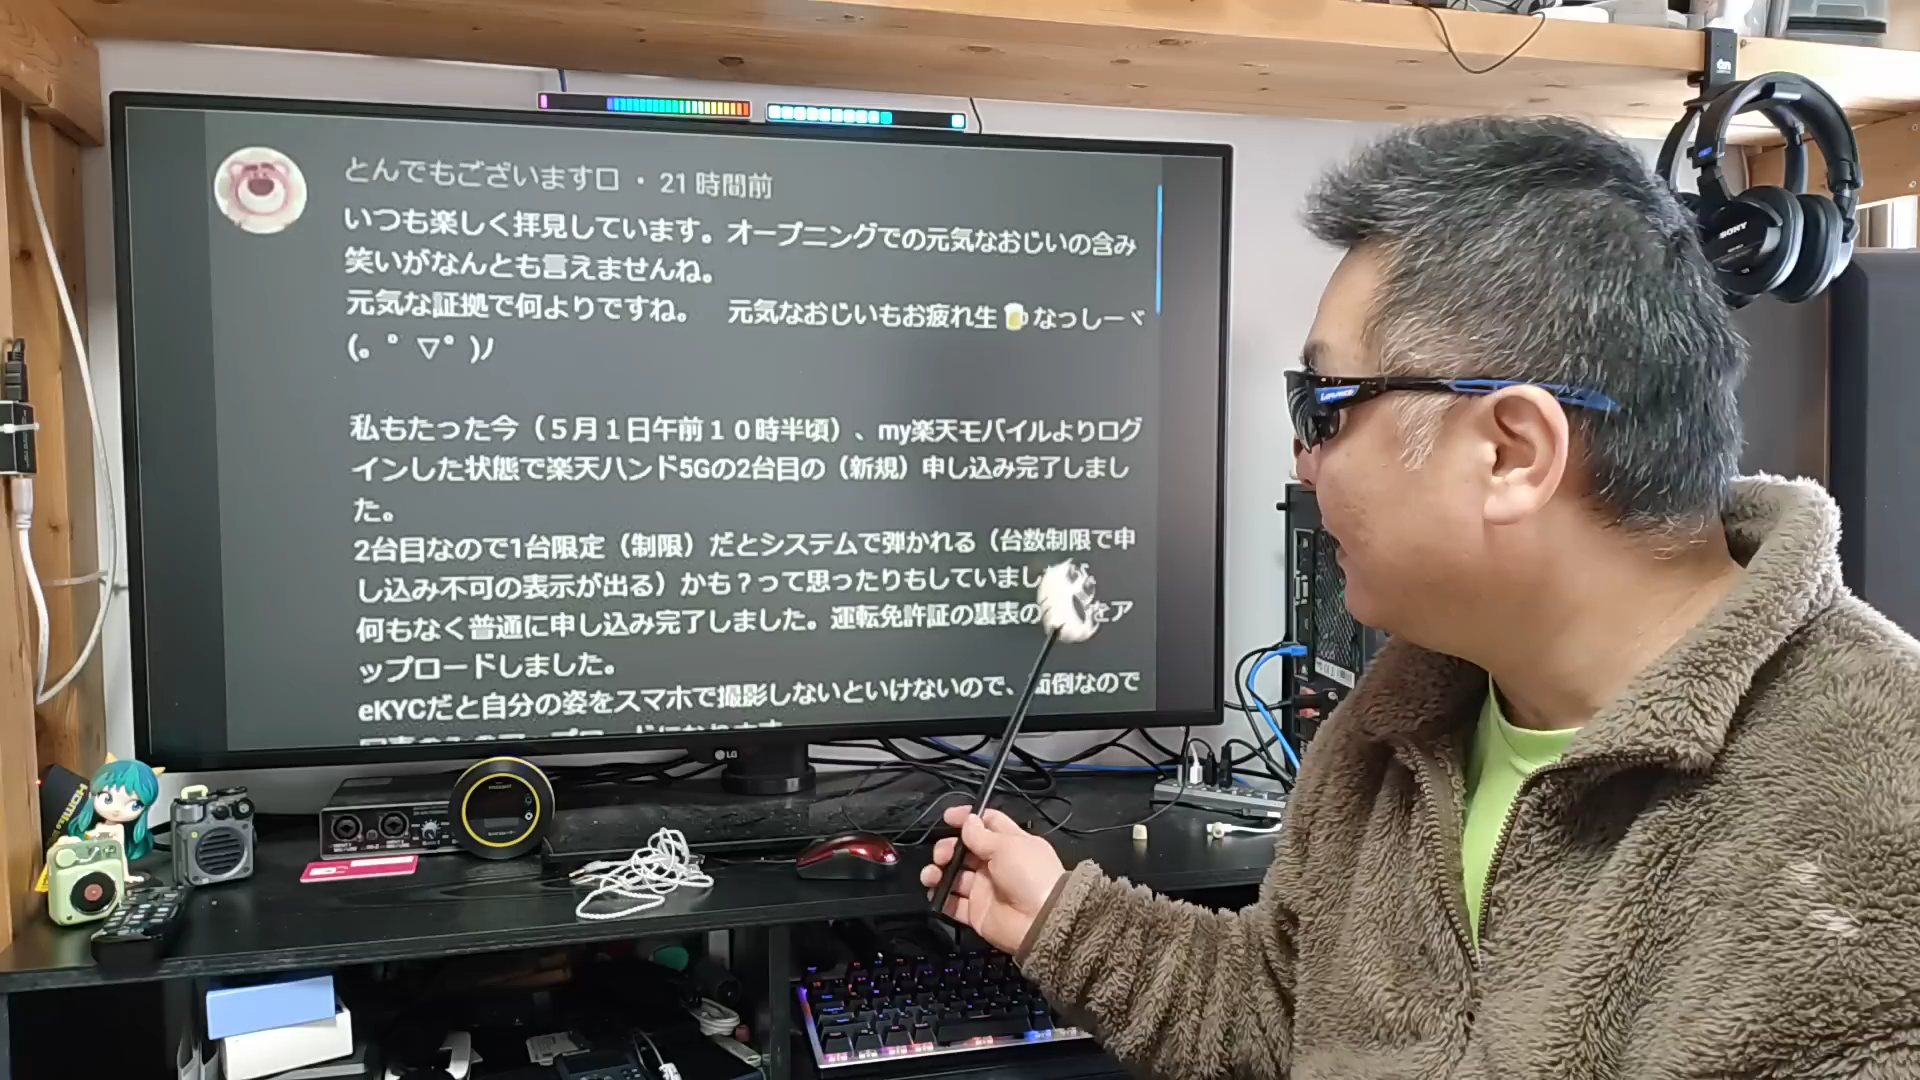 とんでもございます□ ・ 21 時間前
いつも楽しく拝見しています。オープニングでの元気なおじいの含み
笑いがなんとも言えませんね。
元気な証拠で何よりですね。　元気なおじいもお疲れ生🍺なっしーヾ
(。゜▽゜)ノ
私もたった今（５月１日午前１０時半頃）、my楽天モバイルよりログ
インした状態で楽天ハンド5Gの2台目の（新規）申し込み完了しまし
た。
2台目なので1台限定（制限）だとシステムで弾かれる（台数制限で申
し込み不可の表示が出る）かも？って思ったりもしていまし
何もなく普通に申し込み完了しました。運転免許証の裏表の をア
ップロードしました。
eKYCだと自分の姿をスマホで撮影しないといけないので、面倒なので
LG
SONY